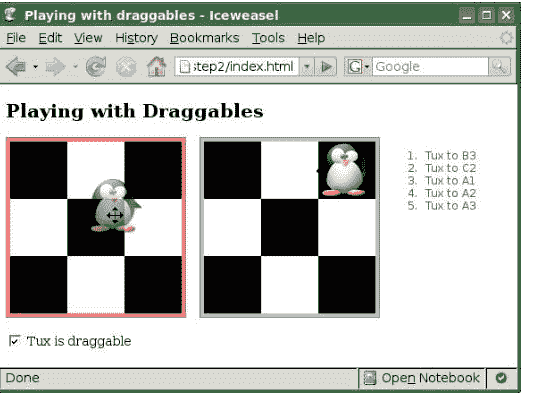 Playing with draggables - Iceweasel
File Edit View History Bookmarks Tools Help
step2/index.html
G Google
Playing with Draggables
1. Tux to B3
2. Tux to C2
3. Tux to A1
4. Tux to A2
5. Tux to A3
Tux is draggable
Done
Open Notebook